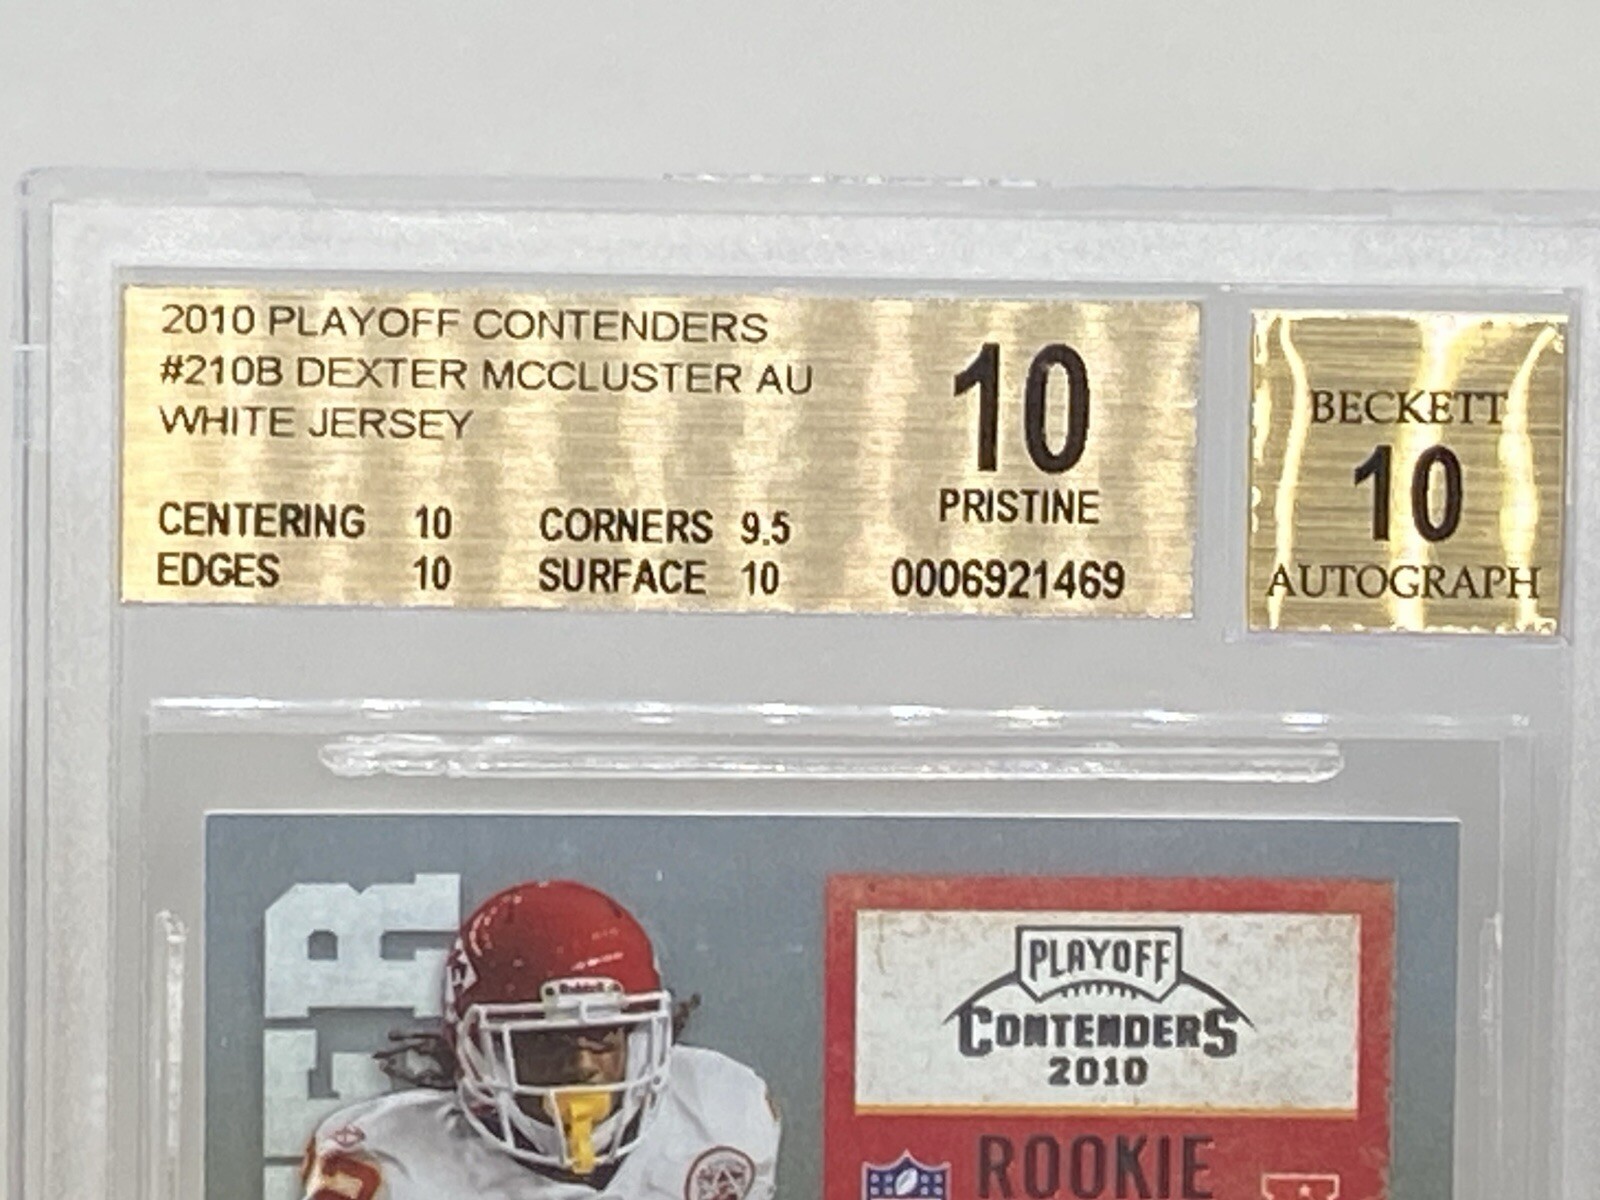 2010 PLAYOFF CONTENDERS
#210B DEXTER MCCLUSTER AU
WHITE JERSEY
CENTERING 10 CORNERS 9.5
EDGES 10 SURFACE 10
10
PRISTINE
0006921469
BECKETT
10
AUTOGRAPH
PLAYOFF
CONTENDERS
2010
ROOKIE
Riddell